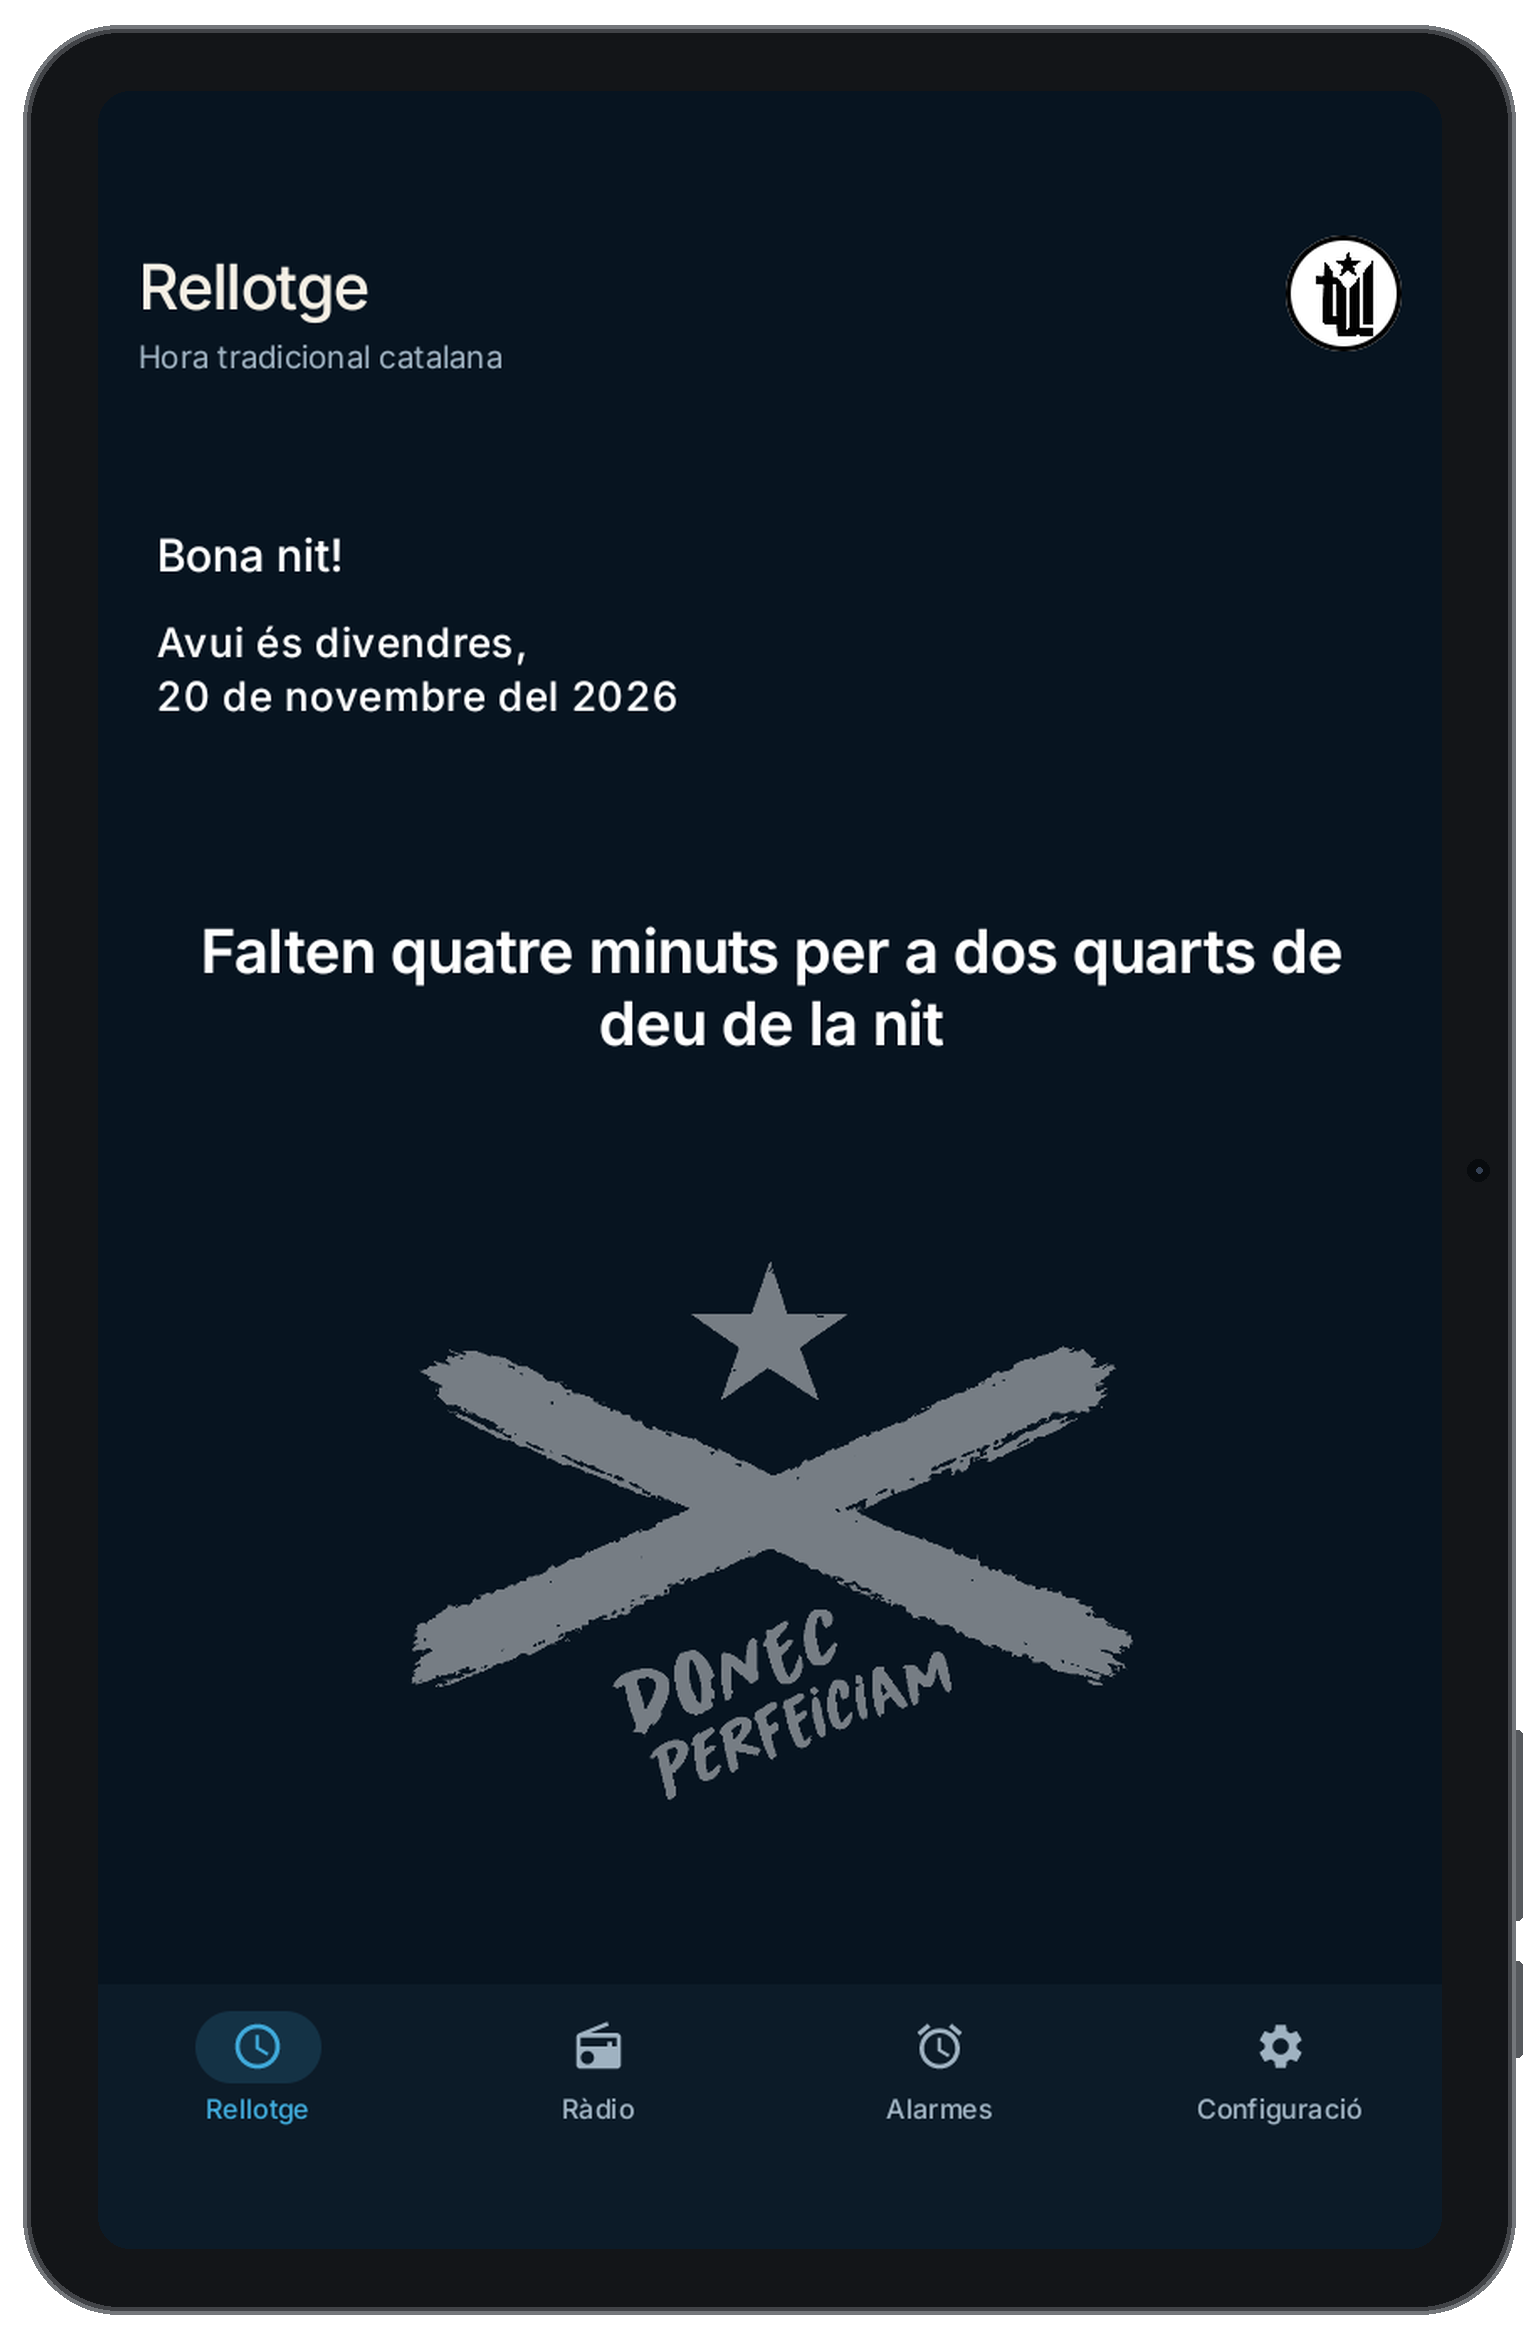 Rellotge
Hora tradicional catalana
Bona nit!
Avui és divendres,
20 de novembre del 2026
Falten quatre minuts per a dos quarts de
deu de la nit
DONEC
PERFEiCiAM
Rellotge
Ràdio
Alarmes
Configuració